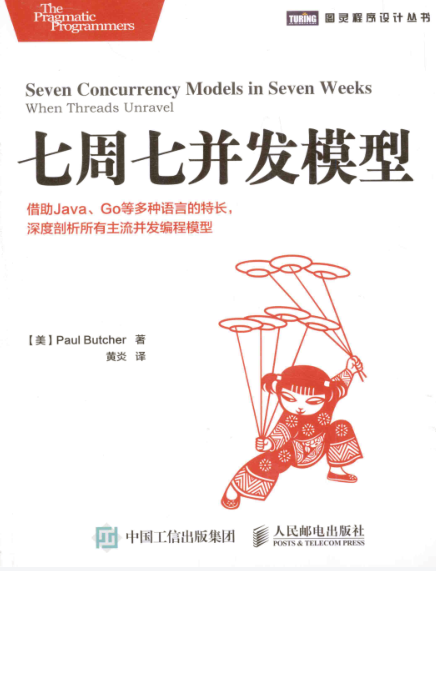 The
Pragmatic
Programmers
TURING 图灵程序设计丛书
Seven Concurrency Models in Seven Weeks
When Threads Unravel
七周七并发模型
借助Java、Go等多种语言的特长,
深度剖析所有主流并发编程模型
【美】Paul Butcher 著
黄炎 译
中国工信出版集团
人民邮电出版社
POSTS & TELECOM PRESS